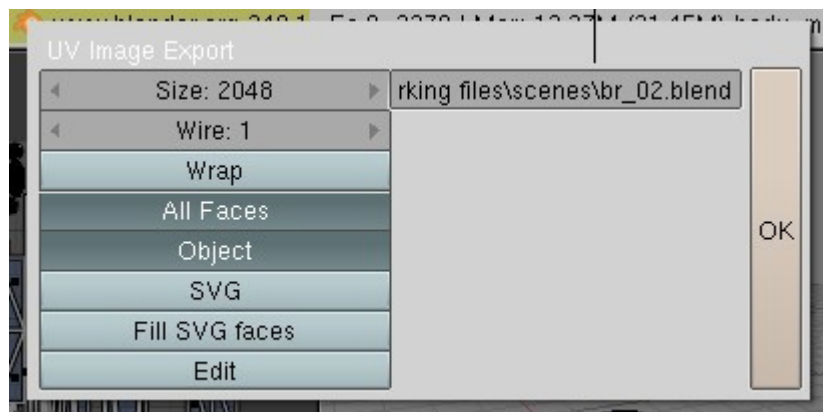 UV Image Export
Size: 2048
rking files\scenes\br_02.blend
Wire: 1
Wrap
All Faces
Object
OK
SVG
Fill SVG faces
Edit